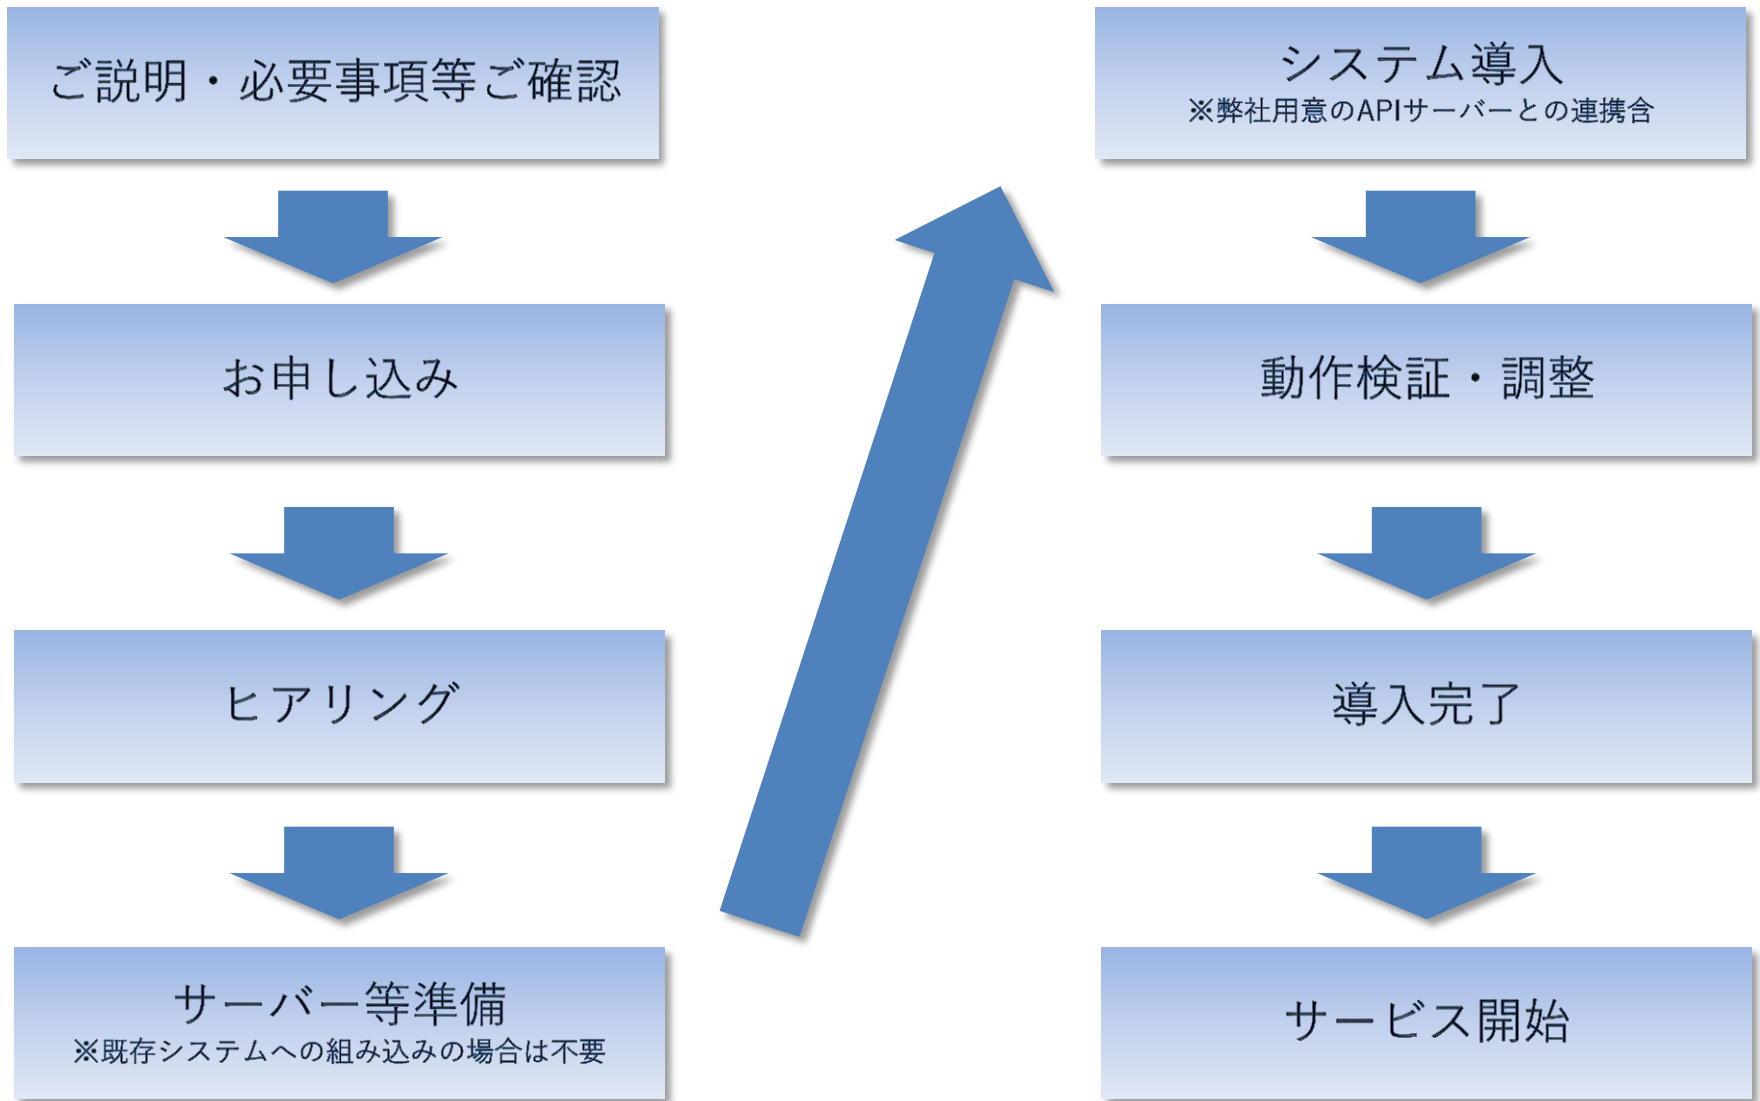 ご説明・必要事項等ご確認
お申し込み
ヒアリング
サーバー等準備
※既存システムへの組み込みの場合は不要
システム導入
※弊社用意のAPIサーバーとの連携含
動作検証・調整
導入完了
サービス開始